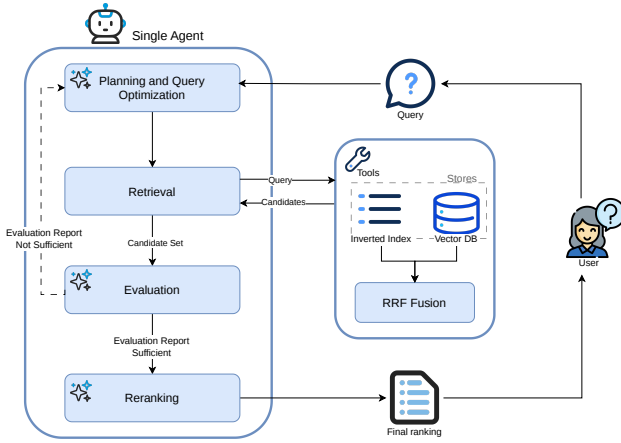 Single Agent
Planning and Query
Optimization
Query
Tools
Stores
Retrieval
Query
Candidates
Inverted Index
Vector DB
Evaluation Report
Not Sufficient
Candidate Set
User
Evaluation
RRF Fusion
Evaluation Report
Sufficient
Reranking
Final ranking